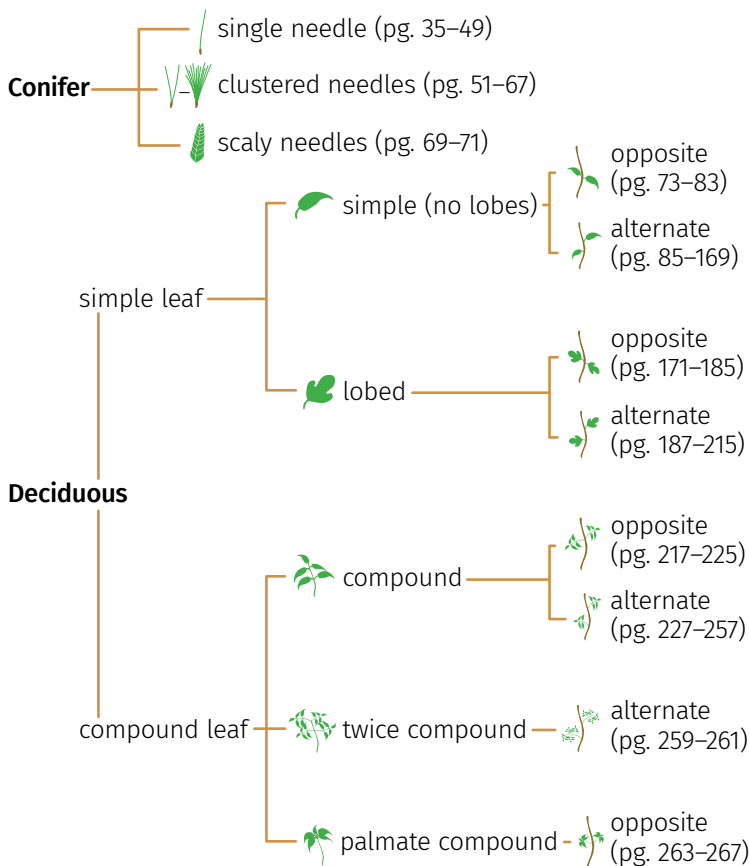 single needle (pg. 35–49)
Conifer
clustered needles (pg. 51–67)
scaly needles (pg. 69–71)
simple leaf
simple (no lobes)
opposite
(pg. 73–83)
alternate
(pg. 85–169)
lobed
opposite
(pg. 171–185)
alternate
(pg. 187–215)
Deciduous
compound leaf
compound
opposite
(pg. 217–225)
alternate
(pg. 227–257)
twice compound
alternate
(pg. 259–261)
palmate compound
opposite
(pg. 263–267)